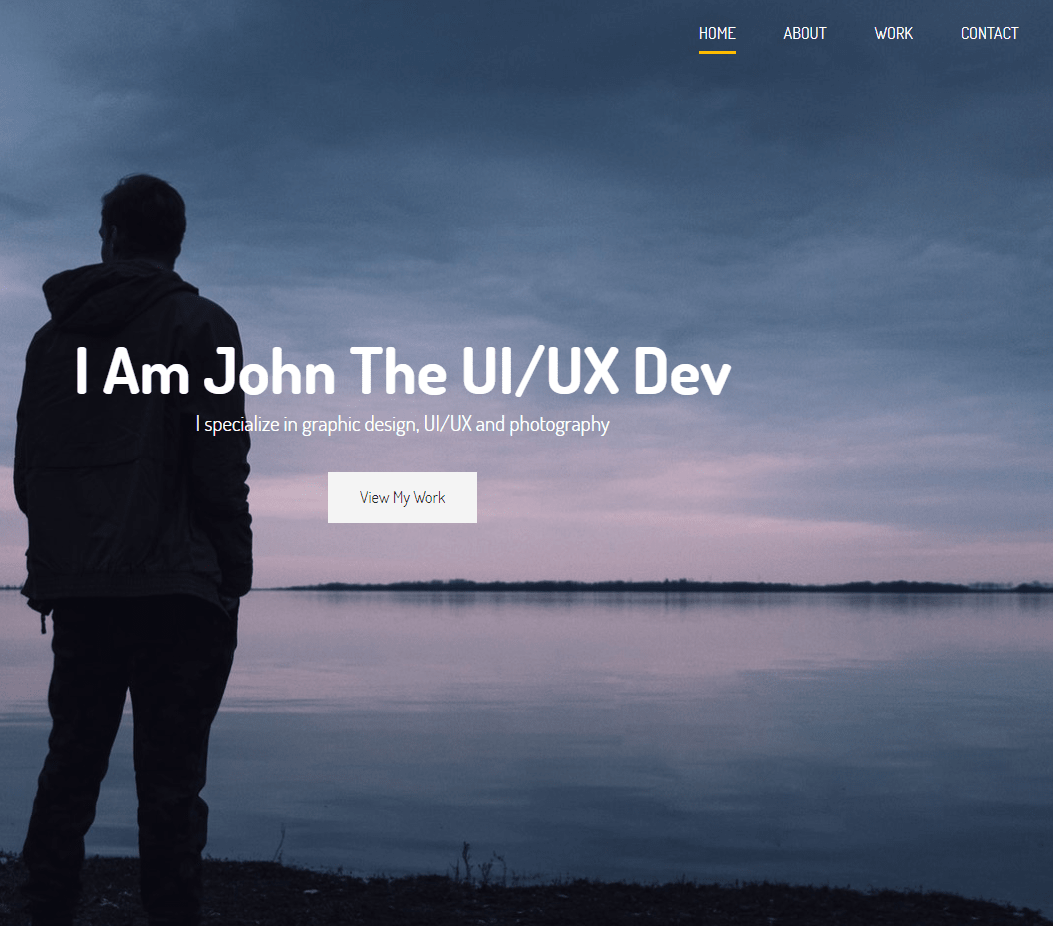 HOME ABOUT WORK CONTACT
I Am John The UI/UX Dev
I specialize in graphic design, UI/UX and photography
View My Work